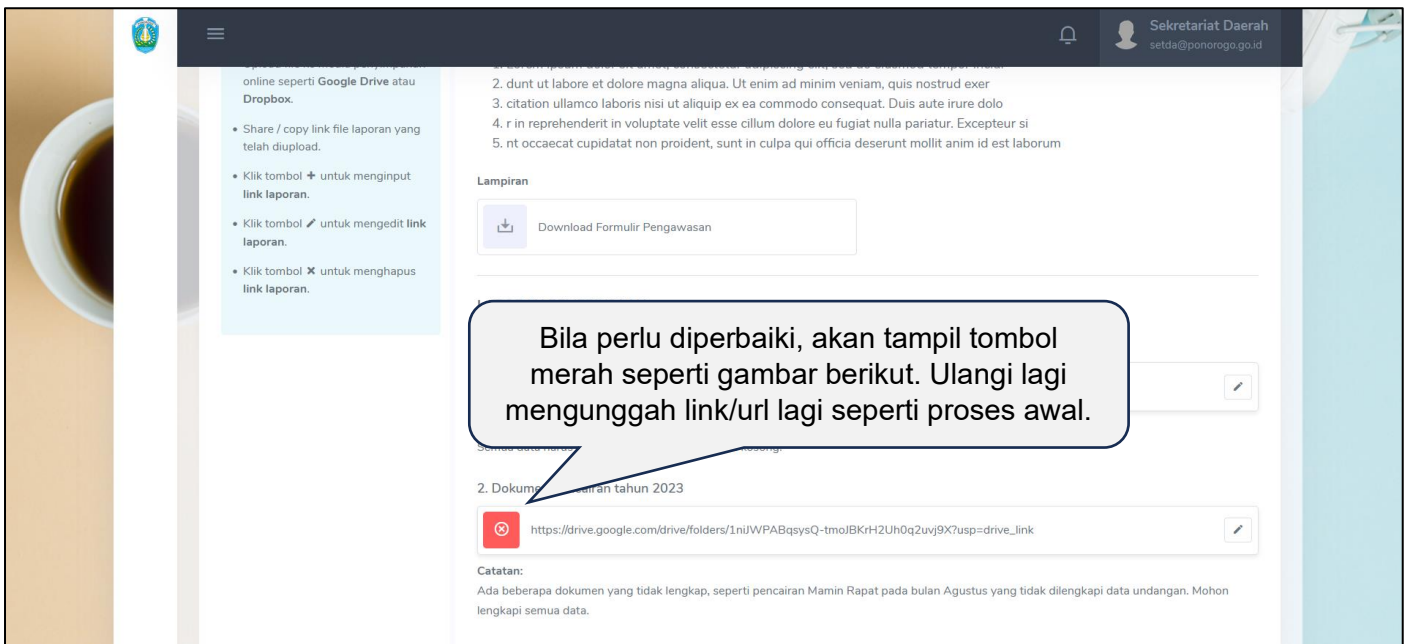 Sekretariat Daerah
setda@ponorogo.go.id
online seperti Google Drive atau
Dropbox.
• Share / copy link file laporan yang
telah diupload.
• Klik tombol + untuk menginput
link laporan.
• Klik tombol untuk mengedit link
laporan.
• Klik tombol × untuk menghapus
link laporan.
2. dunt ut labore et dolore magna aliqua. Ut enim ad minim veniam, quis nostrud exer
3. citation ullamco laboris nisi ut aliquip ex ea commodo consequat. Duis aute irure dolo
4. r in reprehenderit in voluptate velit esse cillum dolore eu fugiat nulla pariatur. Excepteur si
5. nt occaecat cupidatat non proident, sunt in culpa qui officia deserunt mollit anim id est laborum
Lampiran
Download Formulir Pengawasan
Bila perlu diperbaiki, akan tampil tombol
merah seperti gambar berikut. Ulangi lagi
mengunggah link/url lagi seperti proses awal.
2. tahun 2023
https://drive.google.com/drive/folders/1niJWPABqsysQ-tmoJBKrH2Uh0q2uvj9X?usp=drive_link
Catatan:
Ada beberapa dokumen yang tidak lengkap, seperti pencairan Mamin Rapat pada bulan Agustus yang tidak dilengkapi data undangan. Mohon
lengkapi semua data.